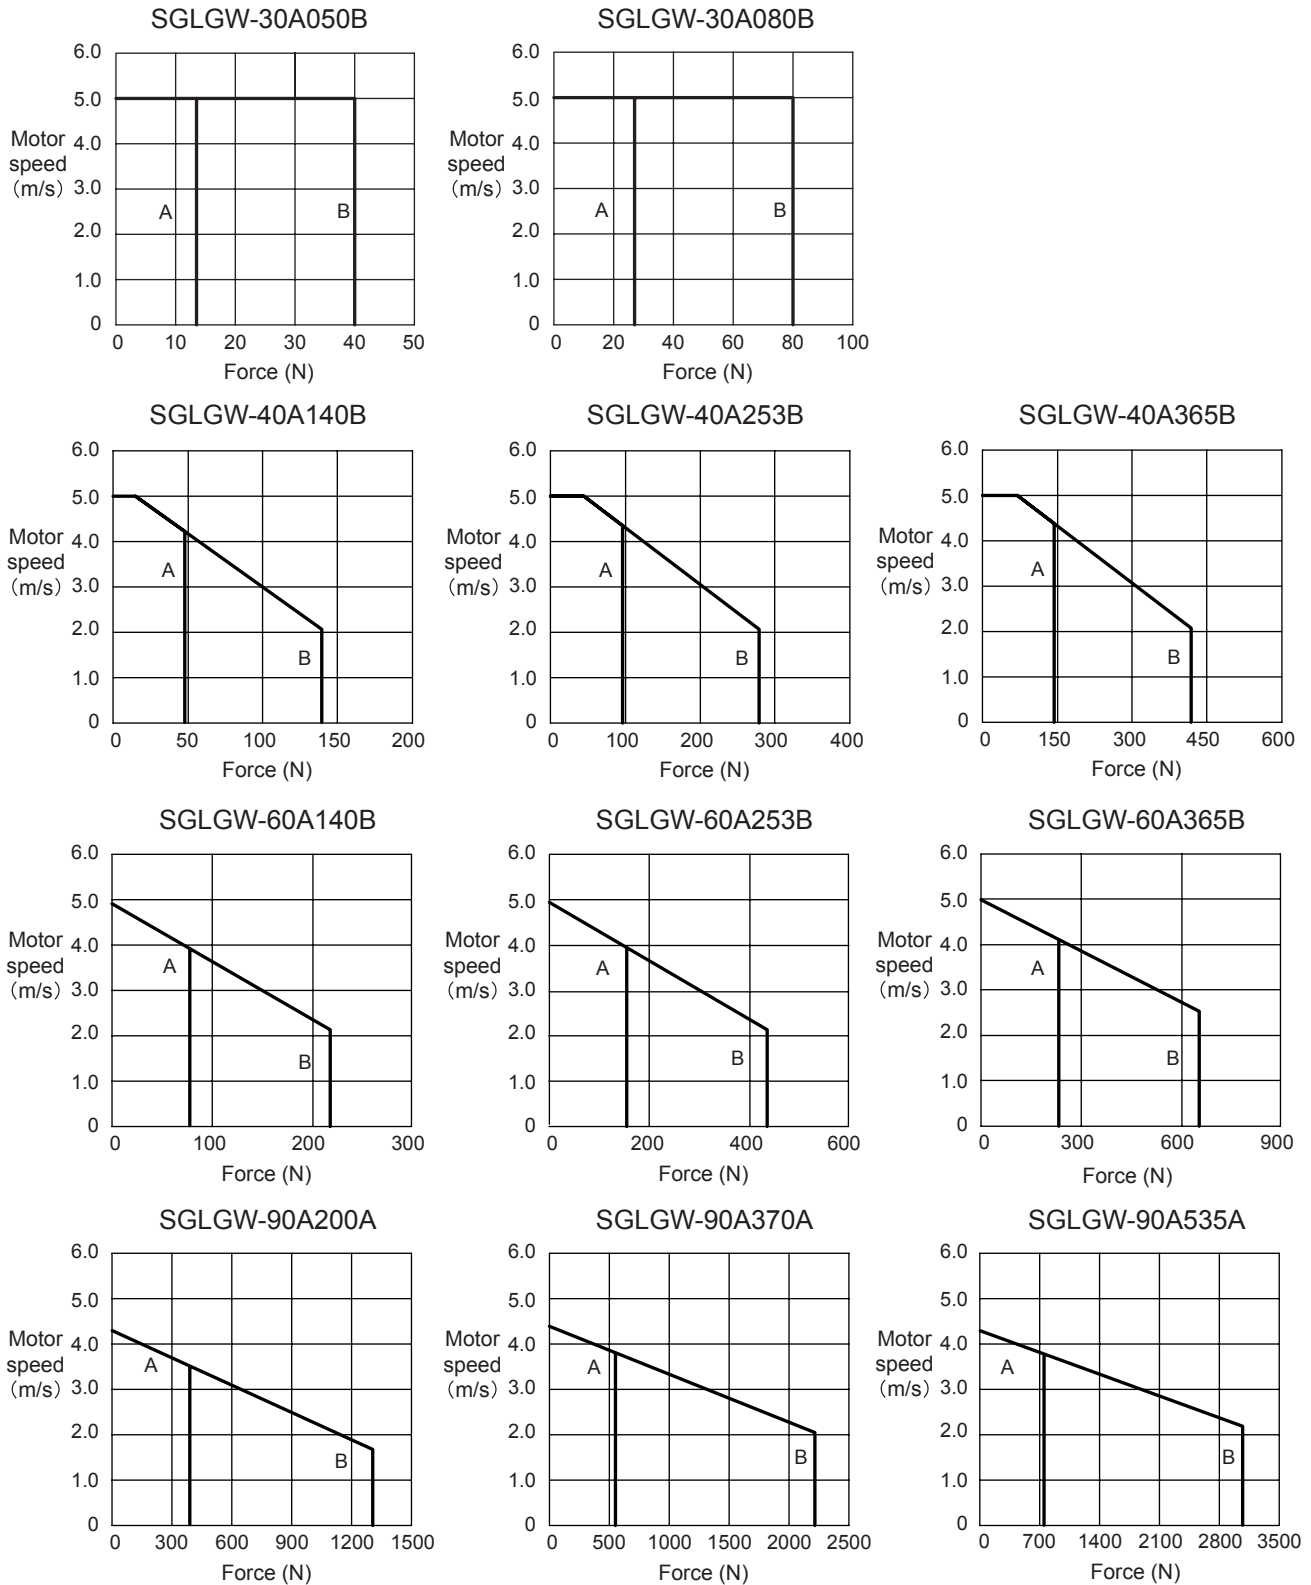 SGLGW-30A050B
6.0
5.0
4.0
3.0
2.0
1.0
0
Motor
speed
(m/s)
A
B
0 10 20 30 40 50
Force (N)
SGLGW-30A080B
6.0
5.0
4.0
3.0
2.0
1.0
0
Motor
speed
(m/s)
A
B
0 20 40 60 80 100
Force (N)
SGLGW-40A140B
6.0
5.0
4.0
3.0
2.0
1.0
0
Motor
speed
(m/s)
A
B
0 50 100 150 200
Force (N)
SGLGW-40A253B
6.0
5.0
4.0
3.0
2.0
1.0
0
Motor
speed
(m/s)
A
B
0 100 200 300 400
Force (N)
SGLGW-40A365B
6.0
5.0
4.0
3.0
2.0
1.0
0
Motor
speed
(m/s)
A
B
0 150 300 450 600
Force (N)
SGLGW-60A140B
6.0
5.0
4.0
3.0
2.0
1.0
0
Motor
speed
(m/s)
A
B
0 100 200 300
Force (N)
SGLGW-60A253B
6.0
5.0
4.0
3.0
2.0
1.0
0
Motor
speed
(m/s)
A
B
0 200 400 600
Force (N)
SGLGW-60A365B
6.0
5.0
4.0
3.0
2.0
1.0
0
Motor
speed
(m/s)
A
B
0 300 600 900
Force (N)
SGLGW-90A200A
6.0
5.0
4.0
3.0
2.0
1.0
0
Motor
speed
(m/s)
A
B
0 300 600 900 1200 1500
Force (N)
SGLGW-90A370A
6.0
5.0
4.0
3.0
2.0
1.0
0
Motor
speed
(m/s)
A
B
0 500 1000 1500 2000 2500
Force (N)
SGLGW-90A535A
6.0
5.0
4.0
3.0
2.0
1.0
0
Motor
speed
(m/s)
A
B
0 700 1400 2100 2800 3500
Force (N)